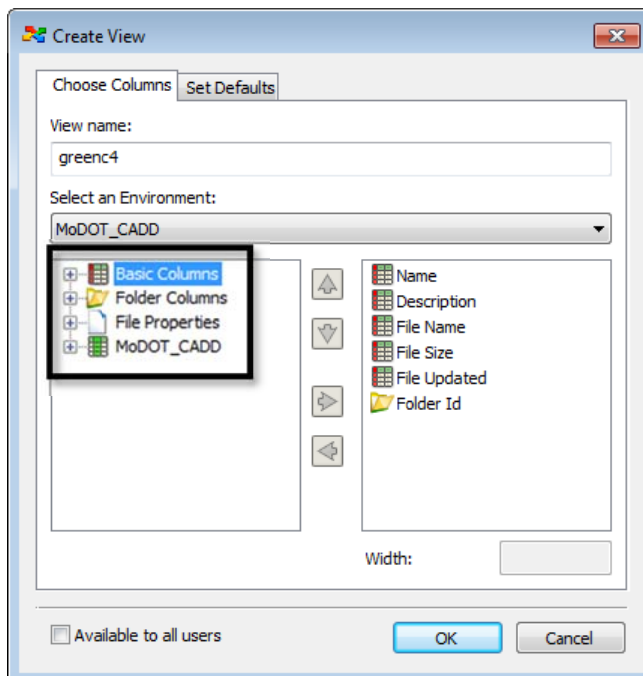 Create View
Choose Columns
Set Defaults
View name:
greenc4
Select an Environment:
MoDOT_CADD
Basic Columns
Folder Columns
File Properties
MoDOT_CADD
Name
Description
File Name
File Size
File Updated
Folder Id
Width:
Available to all users
OK
Cancel